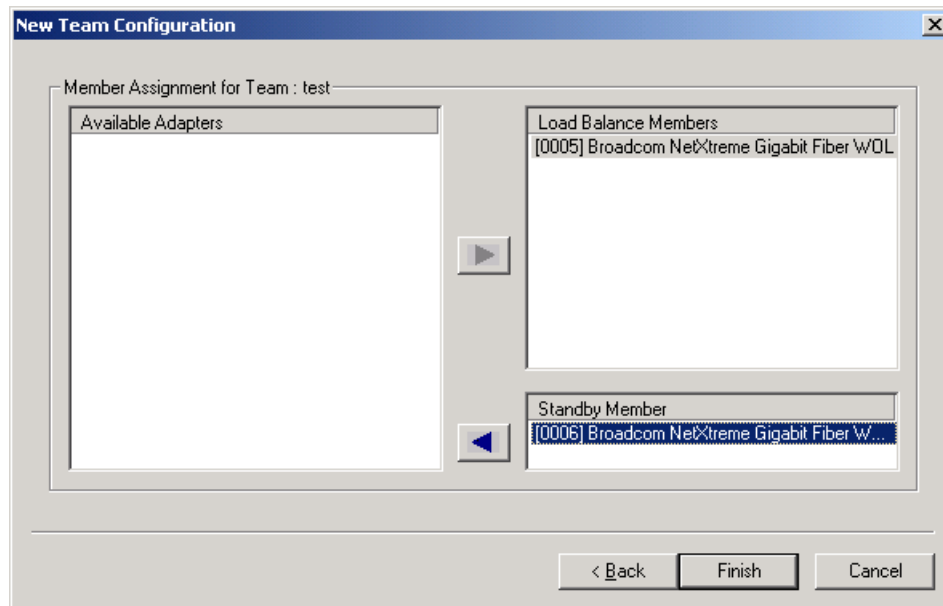 New Team Configuration
Member Assignment for Team : test
Available Adapters
Load Balance Members
[0005] Broadcom NetXtreme Gigabit Fiber WOL
Standby Member
[0006] Broadcom NetXtreme Gigabit Fiber W...
< Back
Finish
Cancel